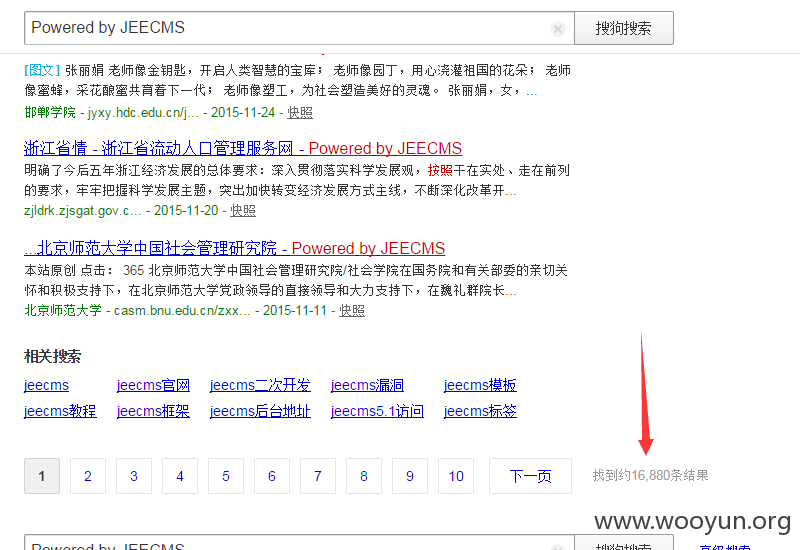 Powered by JEECMS
搜狗搜索
[图文] 张丽娟 老师像金钥匙，开启人类智慧的宝库； 老师像园丁，用心浇灌祖国的花朵； 老师
像蜜蜂，采花酿蜜共育着下一代； 老师像塑工，为社会塑造美好的灵魂。 张丽娟，女，...
邯郸学院 - jyxy.hdc.edu.cn/j... - 2015-11-24 - 快照
浙江省情 - 浙江省流动人口管理服务网 - Powered by JEECMS
明确了今后五年浙江经济发展的总体要求：深入贯彻落实科学发展观，按照干在实处、走在前列
的要求，牢牢把握科学发展主题，突出加快转变经济发展方式主线，不断深化改革开...
zjldrk.zjsgat.gov.c... - 2015-11-20 - 快照
...北京师范大学中国社会管理研究院 - Powered by JEECMS
本站原创 点击： 365 北京师范大学中国社会管理研究院/社会学院在国务院和有关部委的亲切关
怀和积极支持下，在北京师范大学党政领导的直接领导和大力支持下，在魏礼群院长...
北京师范大学 - casm.bnu.edu.cn/zxx... - 2015-11-11 - 快照
相关搜索
jeecms jeecms官网 jeecms二次开发 jeecms漏洞 jeecms模板
jeecms教程 jeecms框架 jeecms后台地址 jeecms5.1访问 jeecms标签
1 2 3 4 5 6 7 8 9 10 下一页 找到约16,880条结果
www.wooyun.org
Powered by JEECMS 搜狗搜索 高级搜索